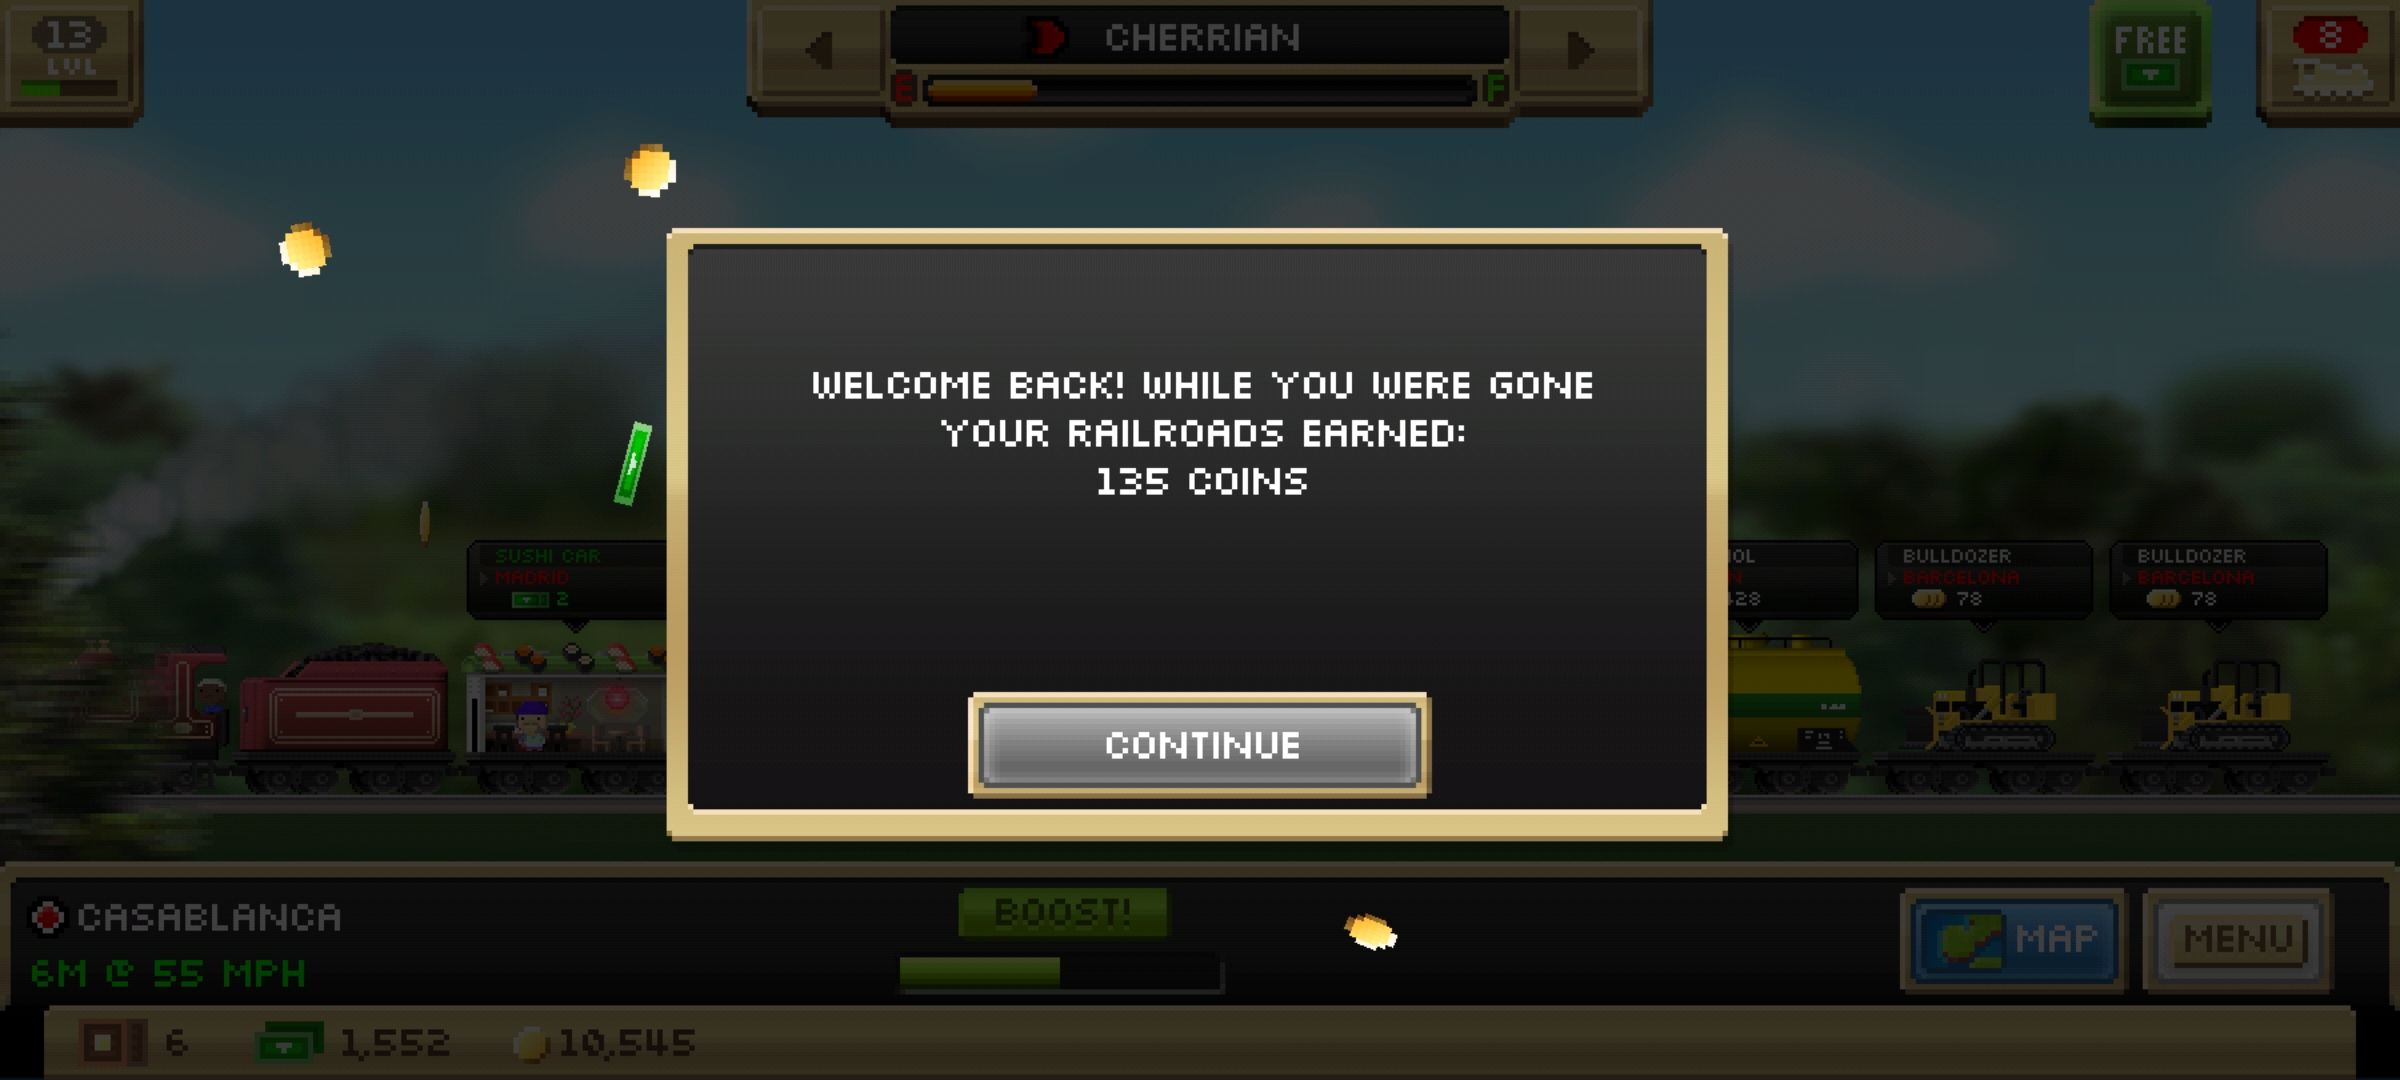 13
LVL
CHERRIAN
E
F
FREE
8
WELCOME BACK! WHILE YOU WERE GONE
YOUR RAILROADS EARNED:
135 COINS
CONTINUE
SUSHI CAR
MADRID
2
BULLDOZER
BARCELONA
78
BULLDOZER
BARCELONA
78
CASABLANCA
6M @ 55 MPH
BOOST!
MAP
MENU
6
1,552
10,545